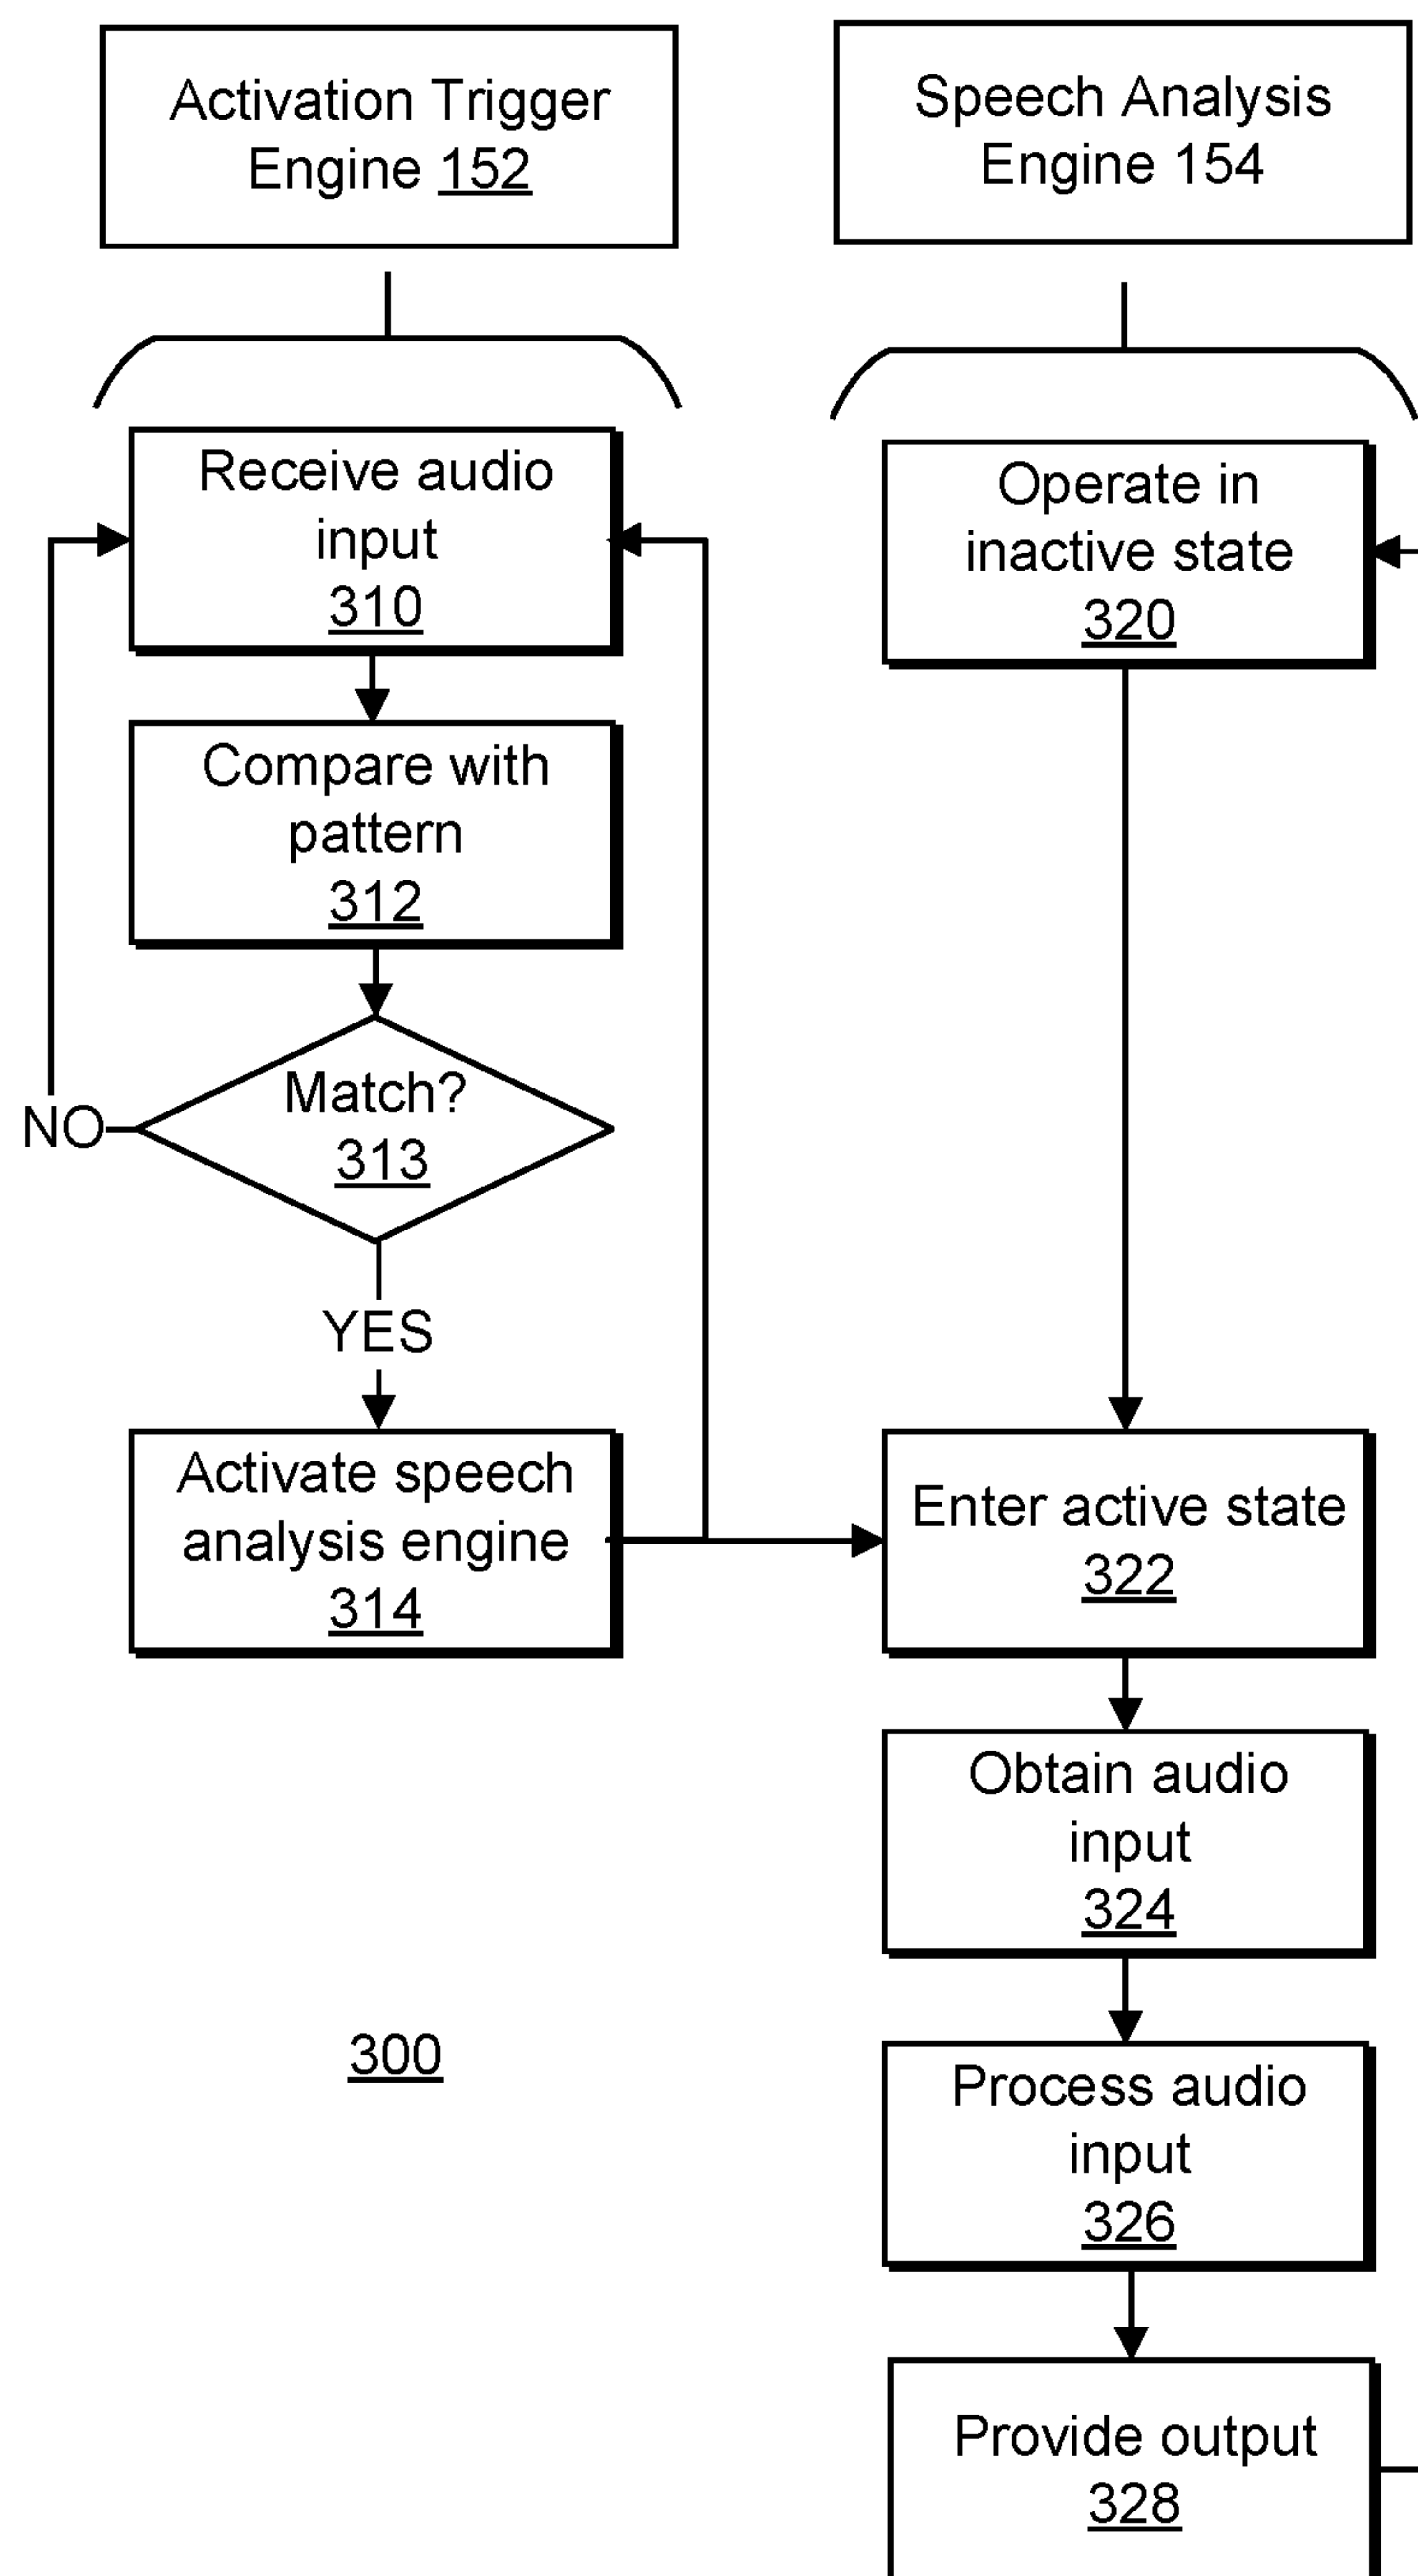 Activation Trigger
Engine 152
Speech Analysis
Engine 154
Receive audio
input
310
Compare with
pattern
312
Match?
313
NO
YES
Activate speech
analysis engine
314
300
Operate in
inactive state
320
Enter active state
322
Obtain audio
input
324
Process audio
input
326
Provide output
328